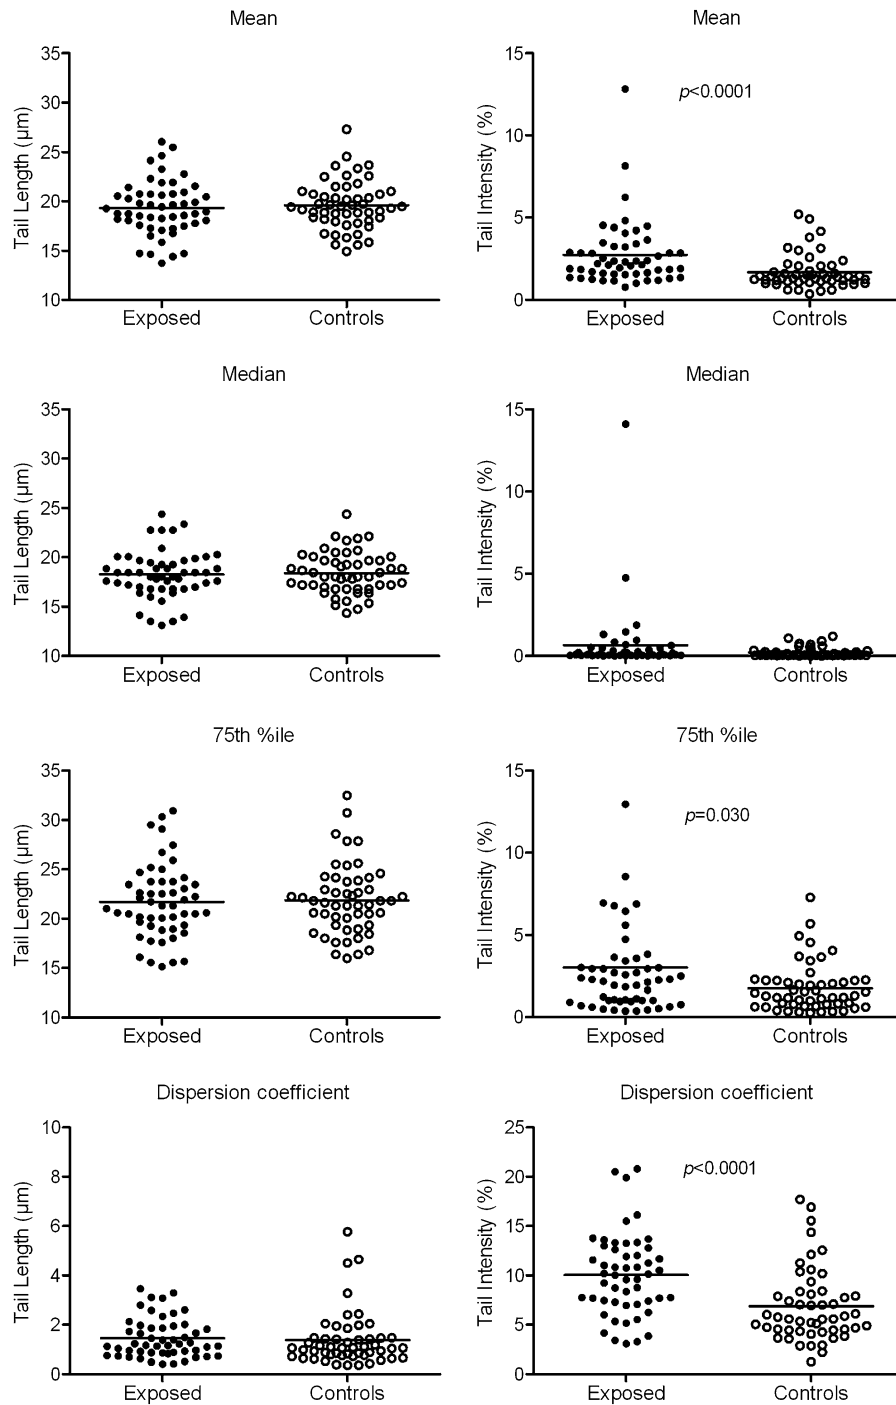 Mean
35
30
25
20
15
10
Tail Length (µm)
Exposed
Controls
Mean
15
10
5
0
Tail Intensity (%)
p<0.0001
Exposed
Controls
Median
35
30
25
20
15
10
Tail Length (µm)
Exposed
Controls
Median
15
10
5
0
Tail Intensity (%)
Exposed
Controls
75th %ile
35
30
25
20
15
10
Tail Length (µm)
Exposed
Controls
75th %ile
15
10
5
0
Tail Intensity (%)
p=0.030
Exposed
Controls
Dispersion coefficient
10
8
6
4
2
0
Tail Length (µm)
Exposed
Controls
Dispersion coefficient
25
20
15
10
5
0
Tail Intensity (%)
p<0.0001
Exposed
Controls